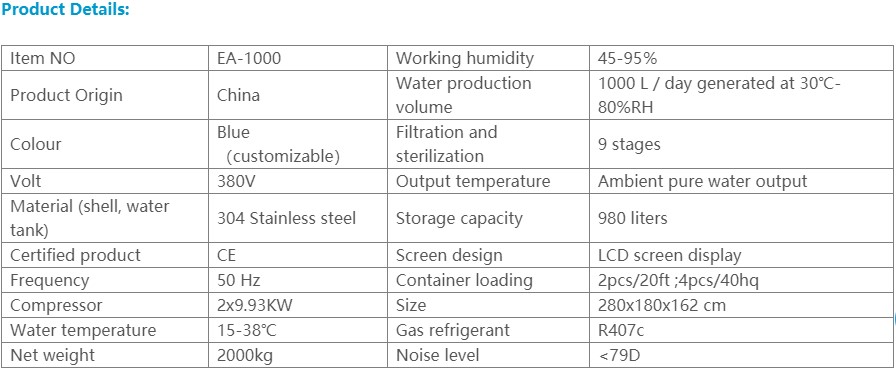 Product Details:
Item NO EA-1000 Working humidity 45-95%
Product Origin China Water production volume 1000 L / day generated at 30℃-80%RH
Colour Blue （customizable） Filtration and sterilization 9 stages
Volt 380V Output temperature Ambient pure water output
Material (shell, water tank) 304 Stainless steel Storage capacity 980 liters
Certified product CE Screen design LCD screen display
Frequency 50 Hz Container loading 2pcs/20ft ;4pcs/40hq
Compressor 2x9.93KW Size 280x180x162 cm
Water temperature 15-38℃ Gas refrigerant R407c
Net weight 2000kg Noise level <79D